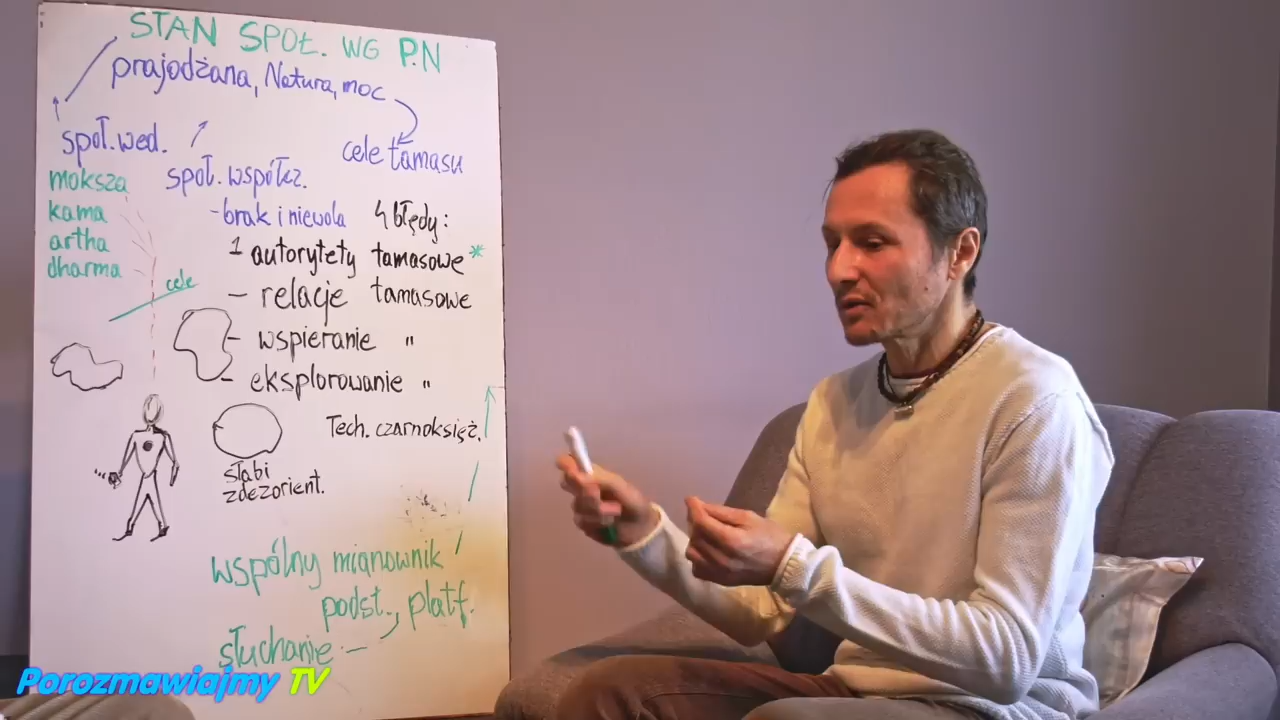 STAN SPOŁ. WG P.N
prajodżana, Natura, moc
społ. wed.
cele tamasu
moksza
kama
artha
dharma
cele
społ. współcz.
- brak i niewola
4 błędy:
1 autorytety tamasowe *
- relacje tamasowe
- wspieranie "
- eksplorowanie "
Tech. czarnoksięż.
słabi
zdezorient.
wspólny mianownik
podst., platf.
słuchanie -
Porozmawiajmy TV